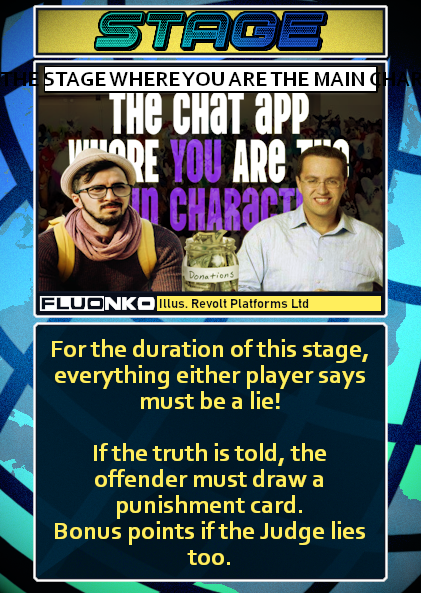 STAGE
THE STAGE WHERE YOU ARE THE MAIN CHAR
THE CHAT APP
WHERE YOU ARE THE
CHARACT
Donations
FLUONKO Illus. Revolt Platforms Ltd
For the duration of this stage,
everything either player says
must be a lie!
If the truth is told, the
offender must draw a
punishment card.
Bonus points if the Judge lies
too.